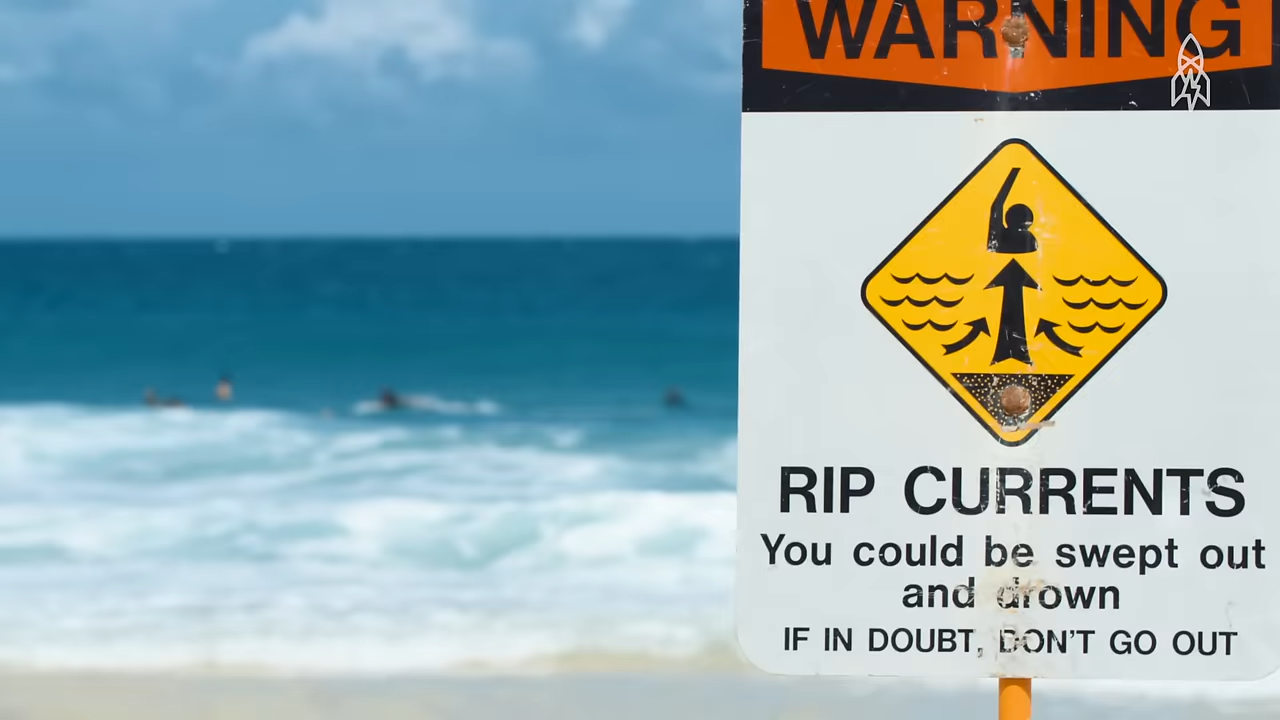 WARNING
RIP CURRENTS
You could be swept out
and drown
IF IN DOUBT, DON'T GO OUT